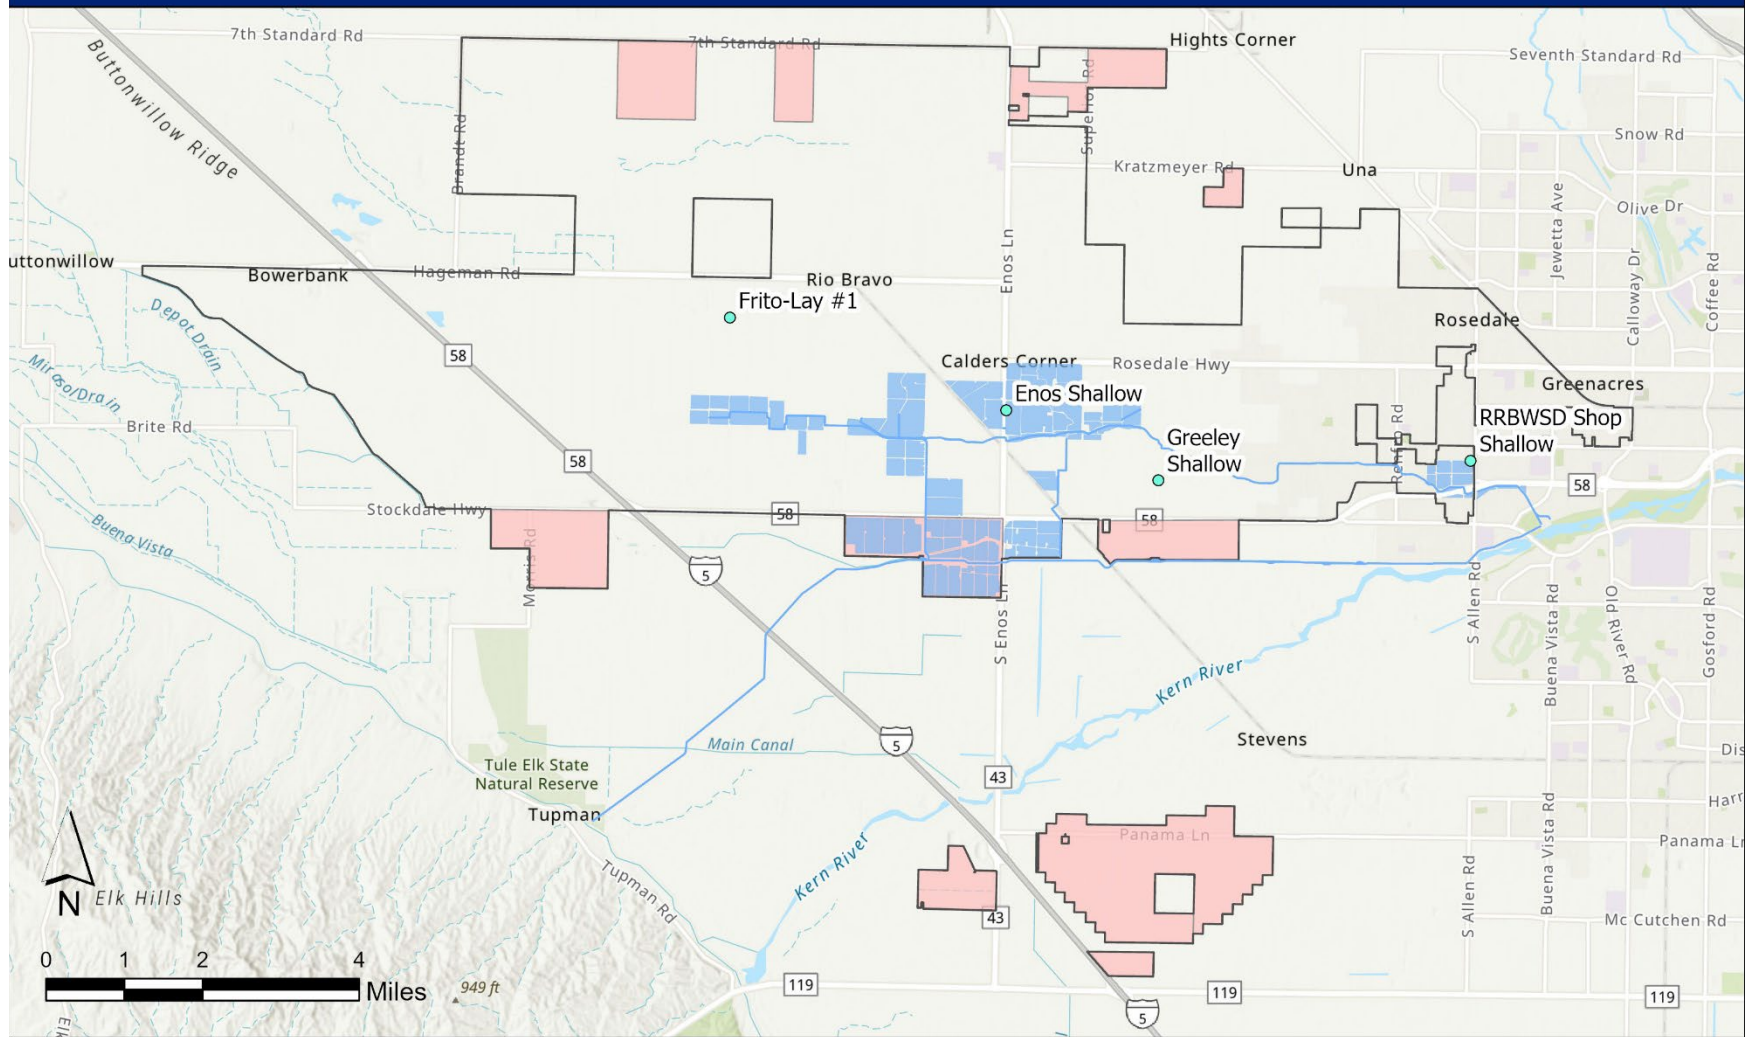 7th Standard Rd
7th Standard Rd
Hights Corner
Seventh Standard Rd
Buttonwillow Ridge
Brandt Rd
Superior Rd
Snow Rd
Kratzmeyer Rd
Una
Jewetta Ave
Olive Dr
Calloway Dr
Coffee Rd
Enos Ln
uttonwillow
Bowerbank
Hageman Rd
Rio Bravo
Frito-Lay #1
Depot Drain
Rosedale
58
Calders Corner
Rosedale Hwy
Greenacres
Enos Shallow
Renfro Rd
RRBWSD Shop
Shallow
Brite Rd
Greeley
Shallow
58
58
Stockdale Hwy
58
58
Buena Vista
Morris Rd
5
S Enos Ln
S Allen Rd
Buena Vista Rd
Old River Rd
Gosford Rd
Kern River
Main Canal
5
Stevens
Dis
Tule Elk State
Natural Reserve
43
Tupman
Buena Vista Rd
Harr
Panama Ln
Panama Ln
Kern River
Tupman Rd
S Allen Rd
N
Elk Hills
43
Mc Cutchen Rd
0 1 2 4
Miles
949 ft
119
119
119
5
Elk